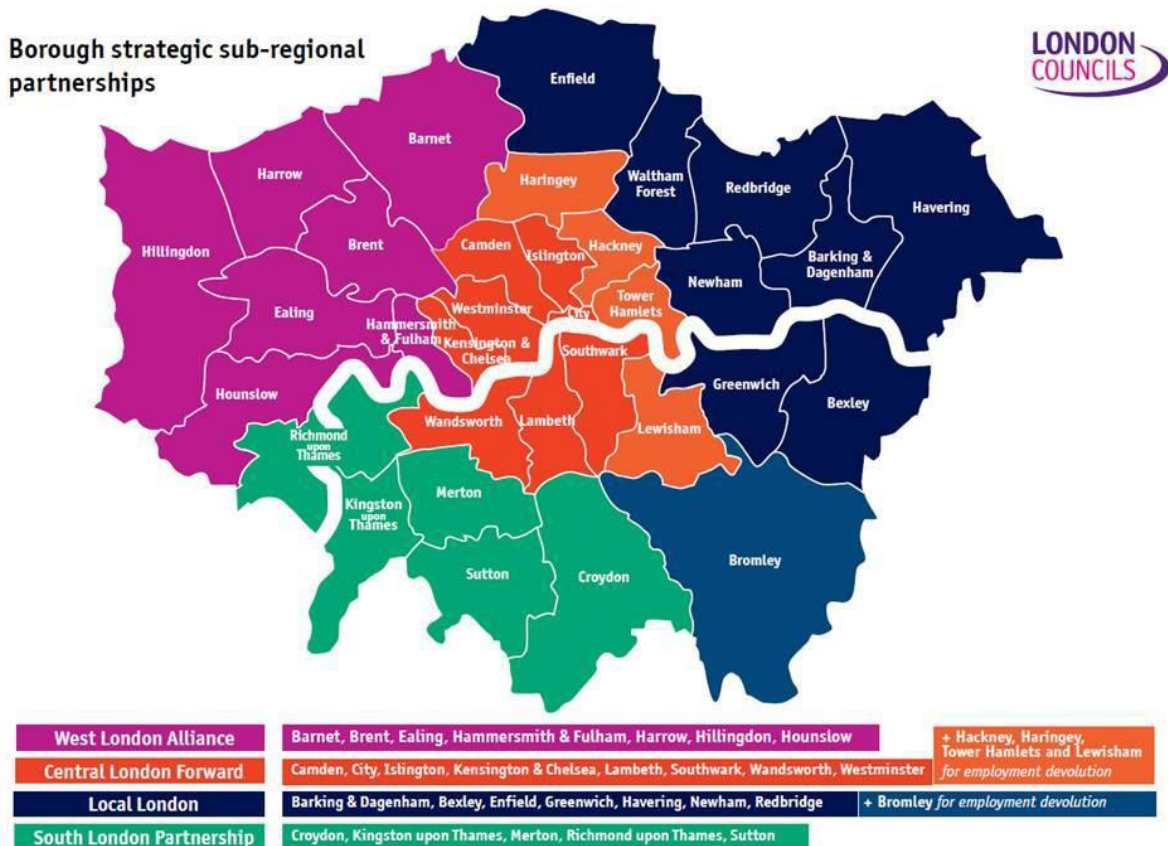 Borough strategic sub-regional
partnerships
LONDON
COUNCILS
Enfield
Barnet
Harrow
Haringey
Waltham
Forest
Redbridge
Havering
Hillingdon
Brent
Camden
Islington
Hackney
Barking &
Dagenham
Newham
Ealing
Westminster
Tower
Hamlets
City
Hammersmith
& Fulham
Kensington &
Chelsea
Southwark
Hounslow
Greenwich
Bexley
Wandsworth
Lambeth
Lewisham
Richmond
upon
Thames
Merton
Kingston
upon
Thames
Bromley
Sutton
Croydon
West London Alliance
Barnet, Brent, Ealing, Hammersmith & Fulham, Harrow, Hillingdon, Hounslow
+ Hackney, Haringey,
Tower Hamlets and Lewisham
for employment devolution
Central London Forward
Camden, City, Islington, Kensington & Chelsea, Lambeth, Southwark, Wandsworth, Westminster
Local London
Barking & Dagenham, Bexley, Enfield, Greenwich, Havering, Newham, Redbridge
+ Bromley for employment devolution
South London Partnership
Croydon, Kingston upon Thames, Merton, Richmond upon Thames, Sutton